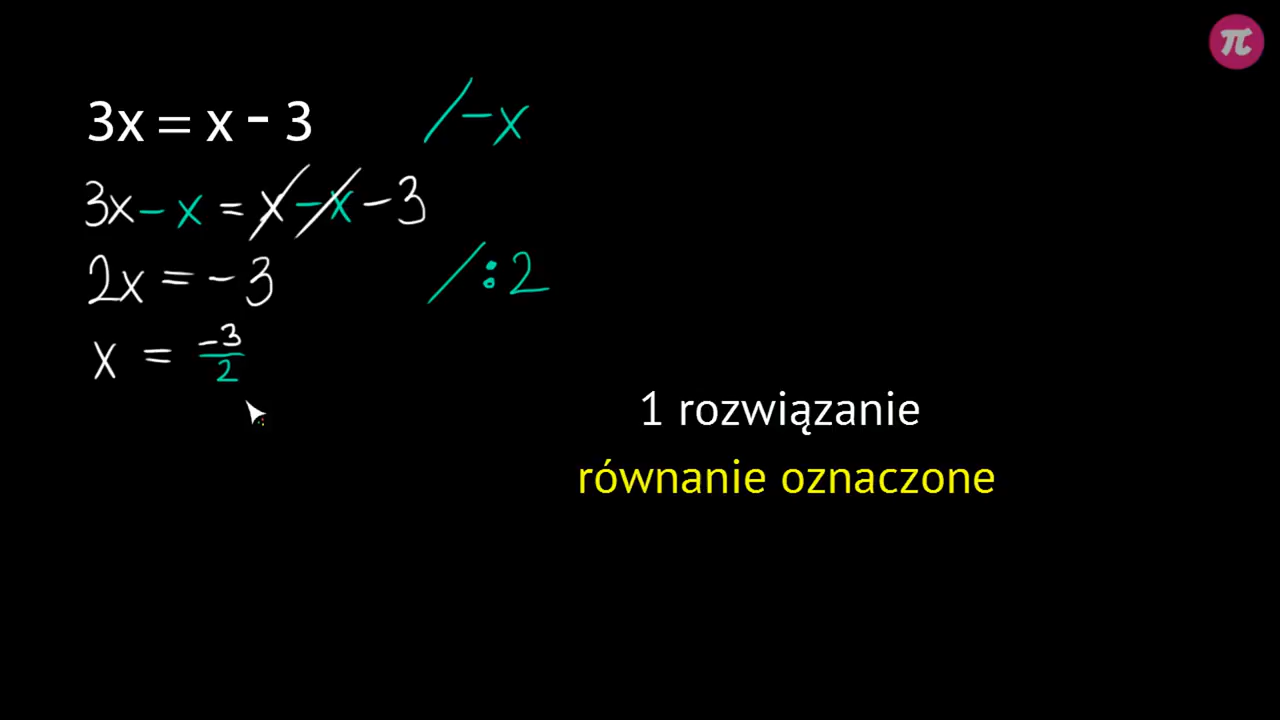 π
3x = x - 3 /-x
3x - x = x - x - 3
2x = -3 /:2
x = -3/2
1 rozwiązanie
równanie oznaczone